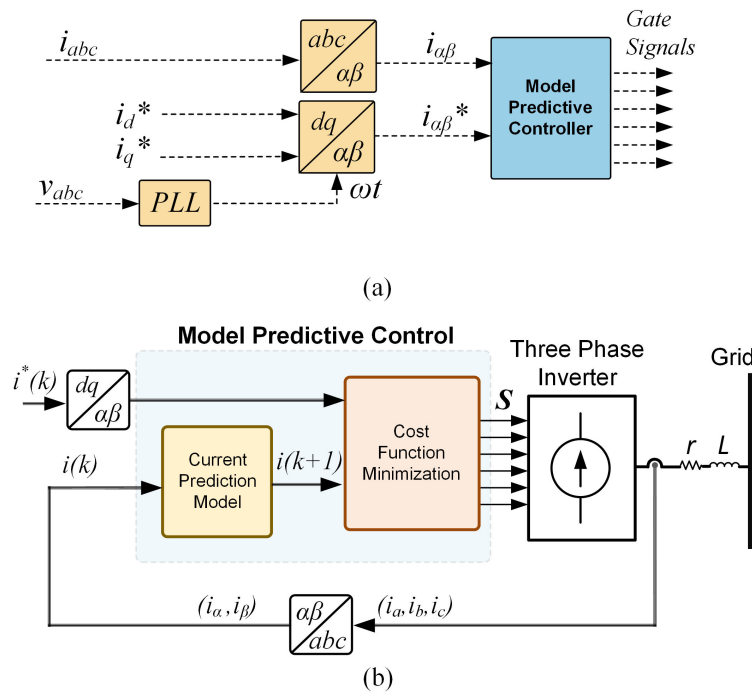 Gate
Signals
i_abc
abc
αβ
i_αβ
Model
Predictive
Controller
i_d*
i_q*
dq
αβ
i_αβ*
v_abc
PLL
ωt
(a)
Model Predictive Control
Three Phase
Inverter
Grid
i*(k)
dq
αβ
S
r
L
Cost
Function
Minimization
i(k)
Current
Prediction
Model
i(k+1)
(i_α,i_β)
αβ
abc
(i_a,i_b,i_c)
(b)